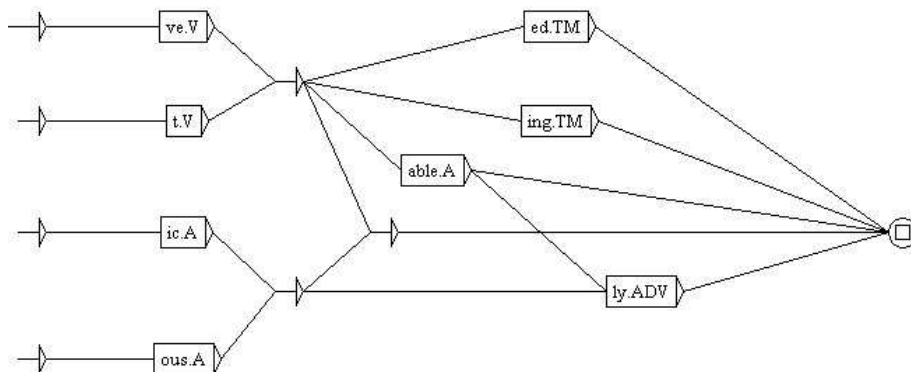 ve.V
ed.TM
t.V
ing.TM
able.A
ic.A
ly.ADV
ous.A